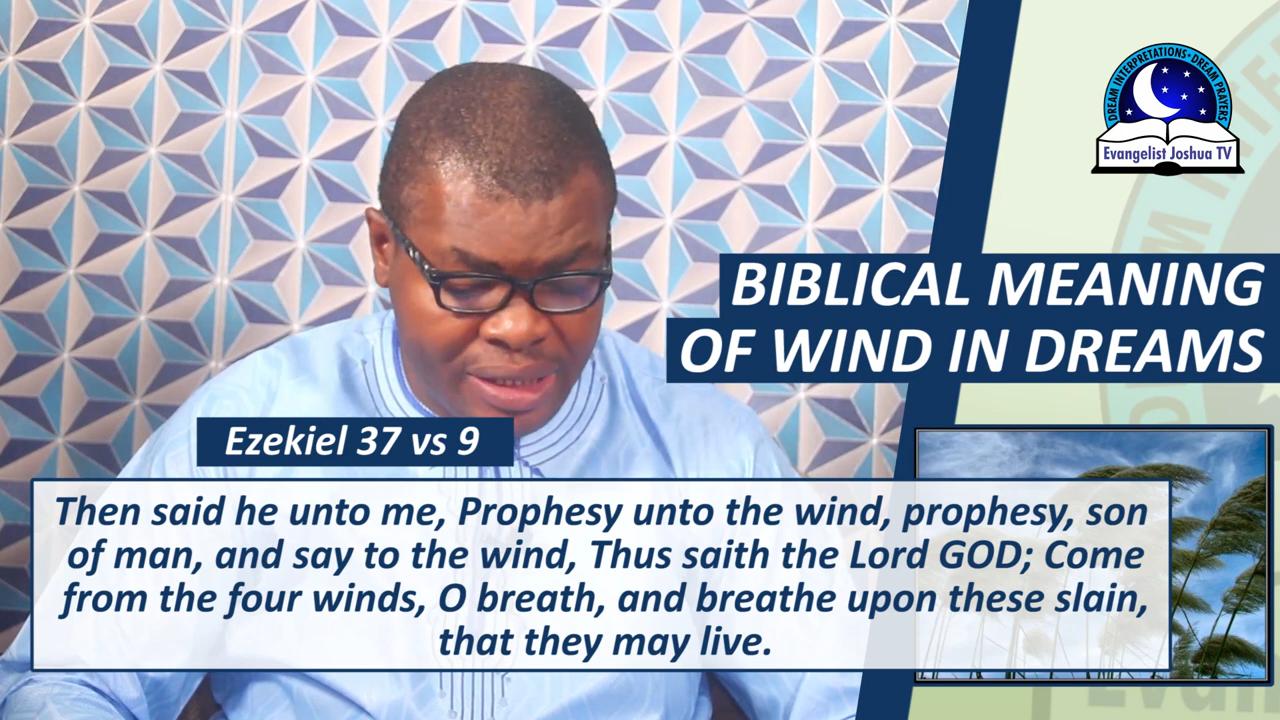 DREAM INTERPRETATIONS • DREAM PRAYERS
Evangelist Joshua TV
BIBLICAL MEANING
OF WIND IN DREAMS
Ezekiel 37 vs 9
Then said he unto me, Prophesy unto the wind, prophesy, son
of man, and say to the wind, Thus saith the Lord GOD; Come
from the four winds, O breath, and breathe upon these slain,
that they may live.